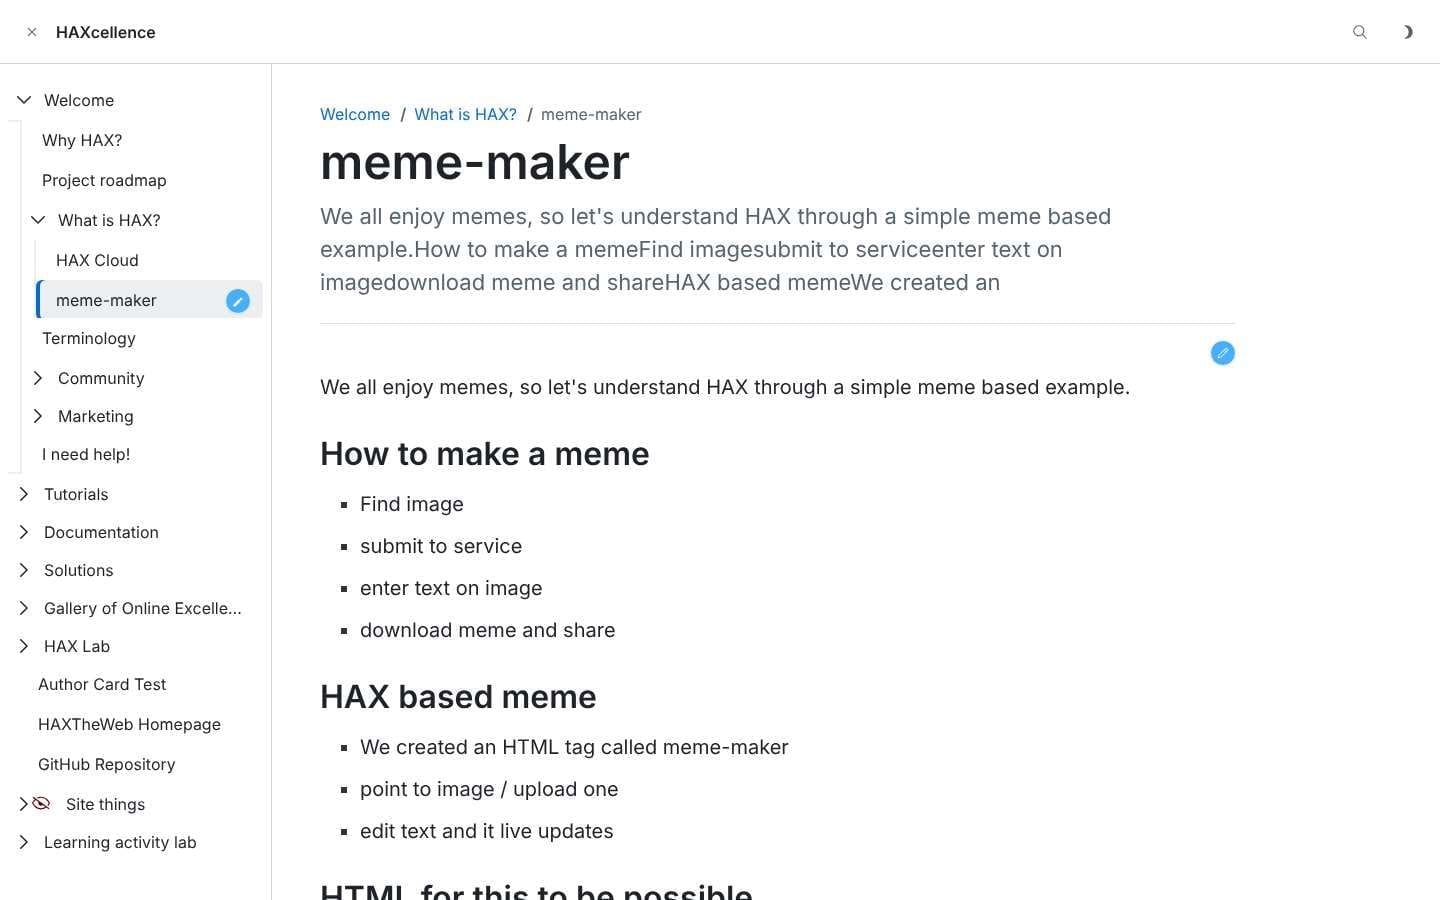 HAXcellence
Welcome
Why HAX?
Project roadmap
What is HAX?
HAX Cloud
meme-maker
Terminology
Community
Marketing
I need help!
Tutorials
Documentation
Solutions
Gallery of Online Excelle...
HAX Lab
Author Card Test
HAXTheWeb Homepage
GitHub Repository
Site things
Learning activity lab
Welcome / What is HAX? / meme-maker
meme-maker
We all enjoy memes, so let's understand HAX through a simple meme based
example.How to make a memeFind imagesubmit to serviceenter text on
imagedownload meme and shareHAX based memeWe created an
We all enjoy memes, so let's understand HAX through a simple meme based example.
How to make a meme
▪ Find image
▪ submit to service
▪ enter text on image
▪ download meme and share
HAX based meme
▪ We created an HTML tag called meme-maker
▪ point to image / upload one
▪ edit text and it live updates
HTML for this to be possible